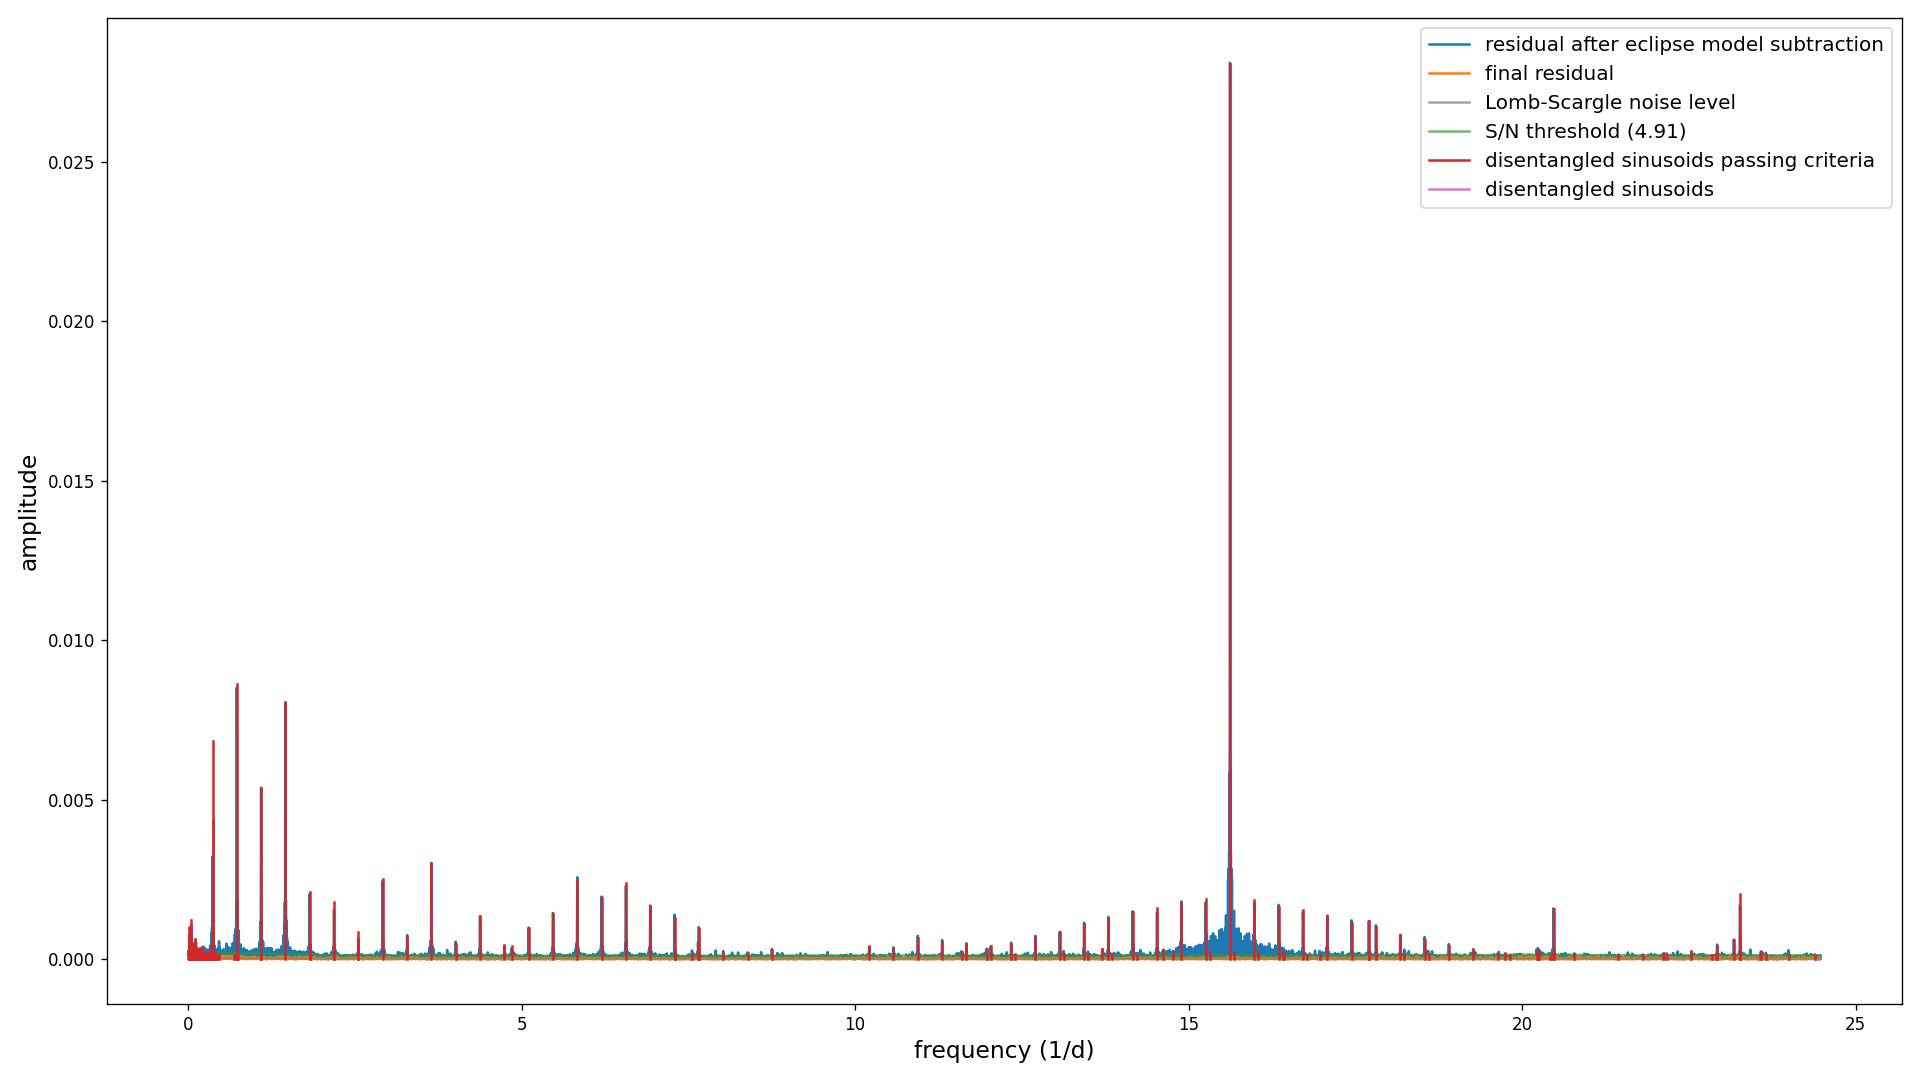 residual after eclipse model subtraction
final residual
Lomb-Scargle noise level
S/N threshold (4.91)
disentangled sinusoids passing criteria
disentangled sinusoids
amplitude
0.025
0.020
0.015
0.010
0.005
0.000
0 5 10 15 20 25
frequency (1/d)